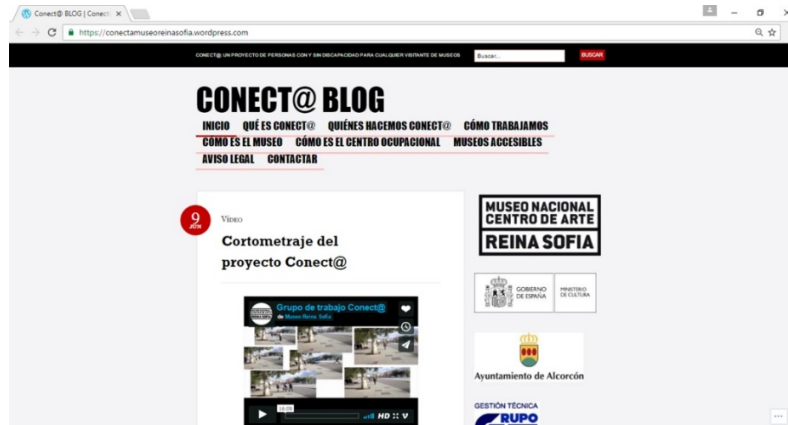 Conect@ BLOG | Conect
https://conectamuseoreinasofia.wordpress.com
CONECT@, UN PROYECTO DE PERSONAS CON Y SIN DISCAPACIDAD PARA CUALQUIER VISITANTE DE MUSEOS
Buscar...
BUSCAR
CONECT@ BLOG
INICIO QUÉ ES CONECT@ QUIÉNES HACEMOS CONECT@ CÓMO TRABAJAMOS
CÓMO ES EL MUSEO CÓMO ES EL CENTRO OCUPACIONAL MUSEOS ACCESIBLES
AVISO LEGAL CONTACTAR
9
JUN
VÍDEO
Cortometraje del
proyecto Conect@
Grupo de trabajo Conect@
de Museo Reina Sofía
10:09
HD
MUSEO NACIONAL
CENTRO DE ARTE
REINA SOFIA
GOBIERNO
DE ESPAÑA
MINISTERIO
DE CULTURA
Ayuntamiento de Alcorcón
GESTIÓN TÉCNICA
GRUPO